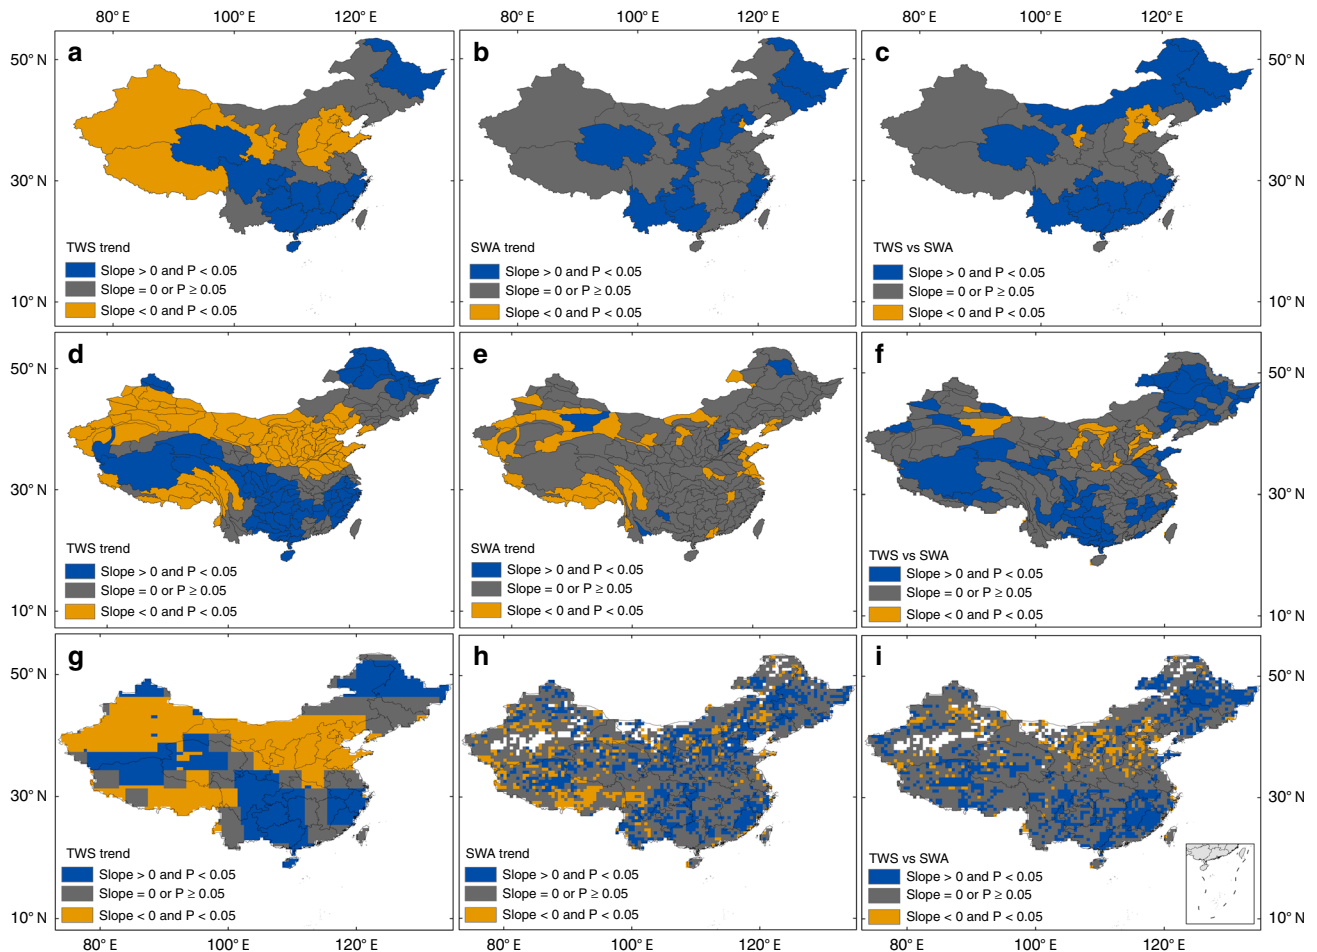 80° E 100° E 120° E 80° E 100° E 120° E 80° E 100° E 120° E
a
50° N
30° N
10° N
TWS trend
Slope > 0 and P < 0.05
Slope = 0 or P ≥ 0.05
Slope < 0 and P < 0.05
b
SWA trend
Slope > 0 and P < 0.05
Slope = 0 or P ≥ 0.05
Slope < 0 and P < 0.05
c
50° N
30° N
10° N
TWS vs SWA
Slope > 0 and P < 0.05
Slope = 0 or P ≥ 0.05
Slope < 0 and P < 0.05
d
50° N
30° N
10° N
TWS trend
Slope > 0 and P < 0.05
Slope = 0 or P ≥ 0.05
Slope < 0 and P < 0.05
e
SWA trend
Slope > 0 and P < 0.05
Slope = 0 or P ≥ 0.05
Slope < 0 and P < 0.05
f
50° N
30° N
10° N
TWS vs SWA
Slope > 0 and P < 0.05
Slope = 0 or P ≥ 0.05
Slope < 0 and P < 0.05
g
50° N
30° N
10° N
TWS trend
Slope > 0 and P < 0.05
Slope = 0 or P ≥ 0.05
Slope < 0 and P < 0.05
h
SWA trend
Slope > 0 and P < 0.05
Slope = 0 or P ≥ 0.05
Slope < 0 and P < 0.05
i
50° N
30° N
10° N
TWS vs SWA
Slope > 0 and P < 0.05
Slope = 0 or P ≥ 0.05
Slope < 0 and P < 0.05
80° E 100° E 120° E 80° E 100° E 120° E 80° E 100° E 120° E